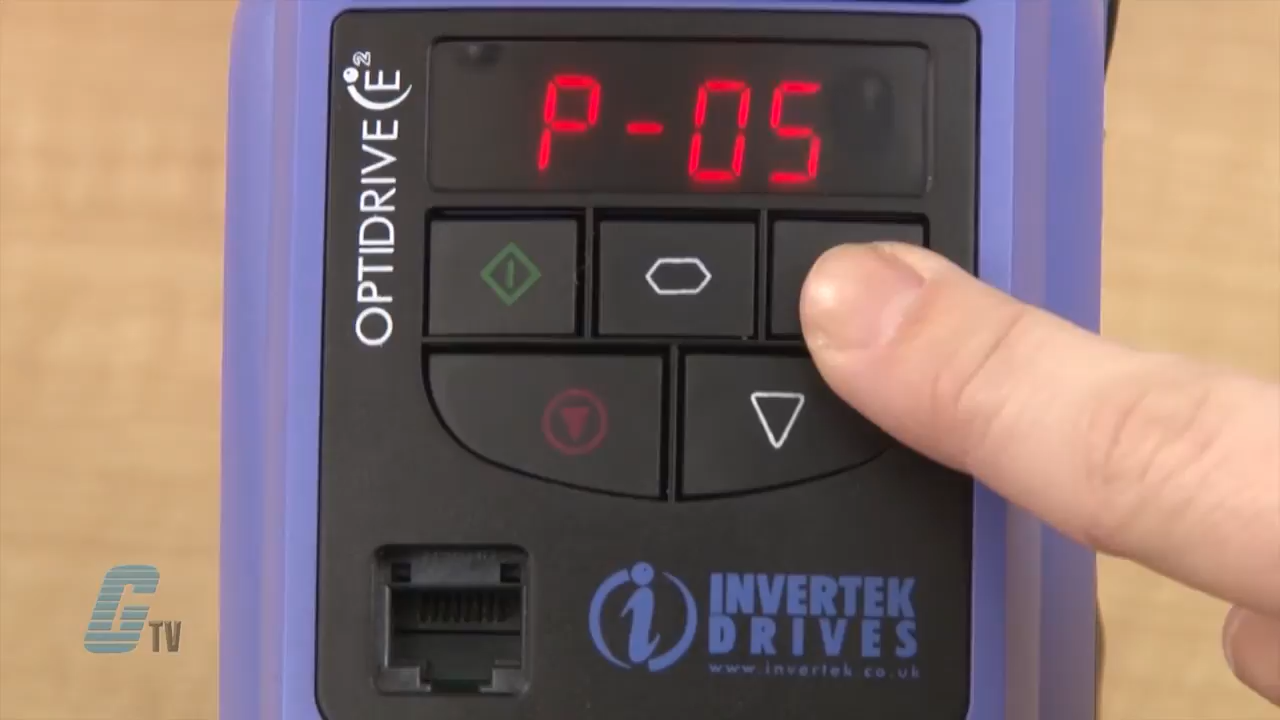 OPTIDRIVE E²
P-05
INVERTEK
DRIVES
www.invertek.co.uk
G TV